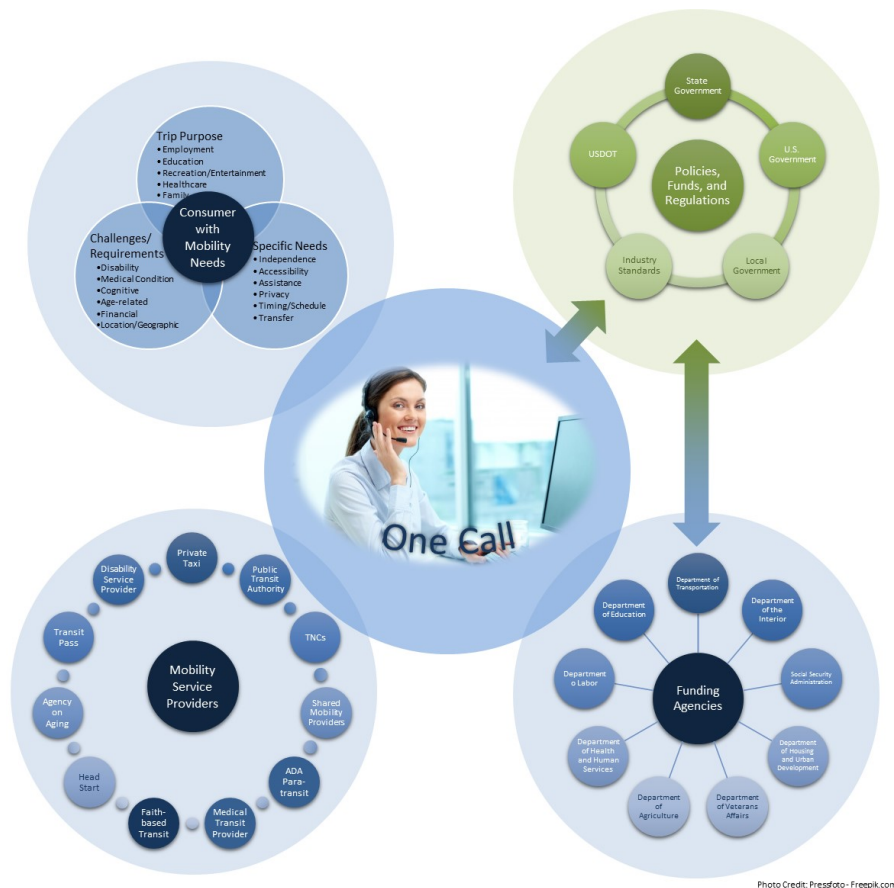 Trip Purpose
• Employment
• Education
• Recreation/Entertainment
• Healthcare
• Family
Consumer
with
Mobility
Needs
Challenges/
Requirements
• Disability
• Medical Condition
• Cognitive
• Age-related
• Financial
• Location/Geographic
Specific Needs
• Independence
• Accessibility
• Assistance
• Privacy
• Timing/Schedule
• Transfer
State
Government
U.S.
Government
Local
Government
Industry
Standards
USDOT
Policies,
Funds, and
Regulations
One Call
Private
Taxi
Public
Transit
Authority
TNCs
Shared
Mobility
Providers
ADA
Para-
transit
Medical
Transit
Provider
Faith-
based
Transit
Head
Start
Agency
on
Aging
Transit
Pass
Disability
Service
Provider
Mobility
Service
Providers
Department of
Transportation
Department
of the
Interior
Social Security
Administration
Department
of Housing
and Urban
Development
Department
of Veterans
Affairs
Department
of
Agriculture
Department
of Health
and Human
Services
Department
o Labor
Department
of Education
Funding
Agencies
Photo Credit: Pressfoto - Freepik.com